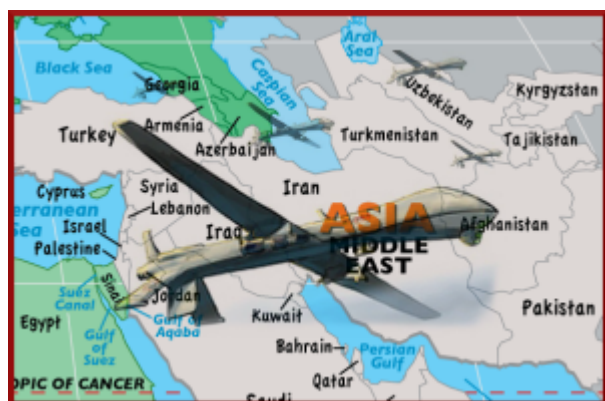 Aral
Sea
Black Sea
Georgia
Caspian
Sea
Uzbekistan
Kyrgyzstan
Turkey
Armenia
Azerbaijan
Turkmenistan
Tajikistan
Cyprus
Syria
Iran
erranean
Sea
Lebanon
Israel
Iraq
ASIA
MIDDLE
EAST
Afghanistan
Palestine
Suez
Canal
Sinai
Jordan
Egypt
Gulf
of
Suez
Gulf of
Aqaba
Kuwait
Pakistan
Bahrain
Persian
Gulf
OPIC OF CANCER
Qatar
Saudi